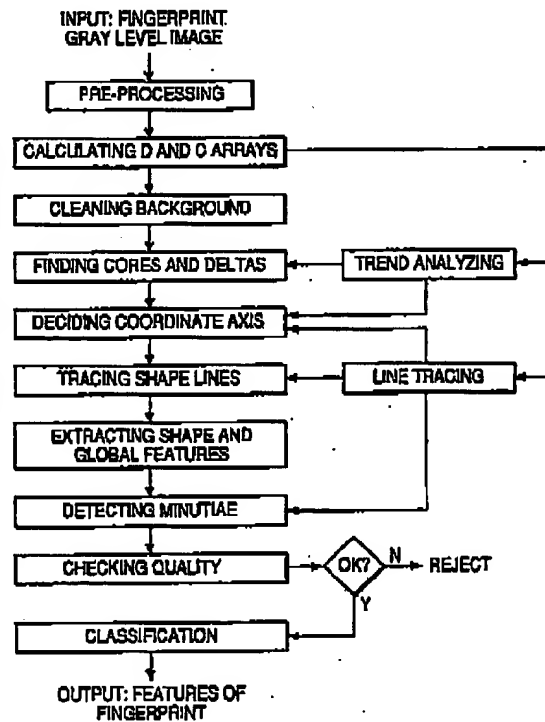 INPUT: FINGERPRINT
GRAY LEVEL IMAGE
PRE-PROCESSING
CALCULATING D AND C ARRAYS
CLEANING BACKGROUND
FINDING CORES AND DELTAS
TREND ANALYZING
DECIDING COORDINATE AXIS
TRACING SHAPE LINES
LINE TRACING
EXTRACTING SHAPE AND
GLOBAL FEATURES
DETECTING MINUTIAE
CHECKING QUALITY
OK?
N
REJECT
Y
CLASSIFICATION
OUTPUT: FEATURES OF
FINGERPRINT